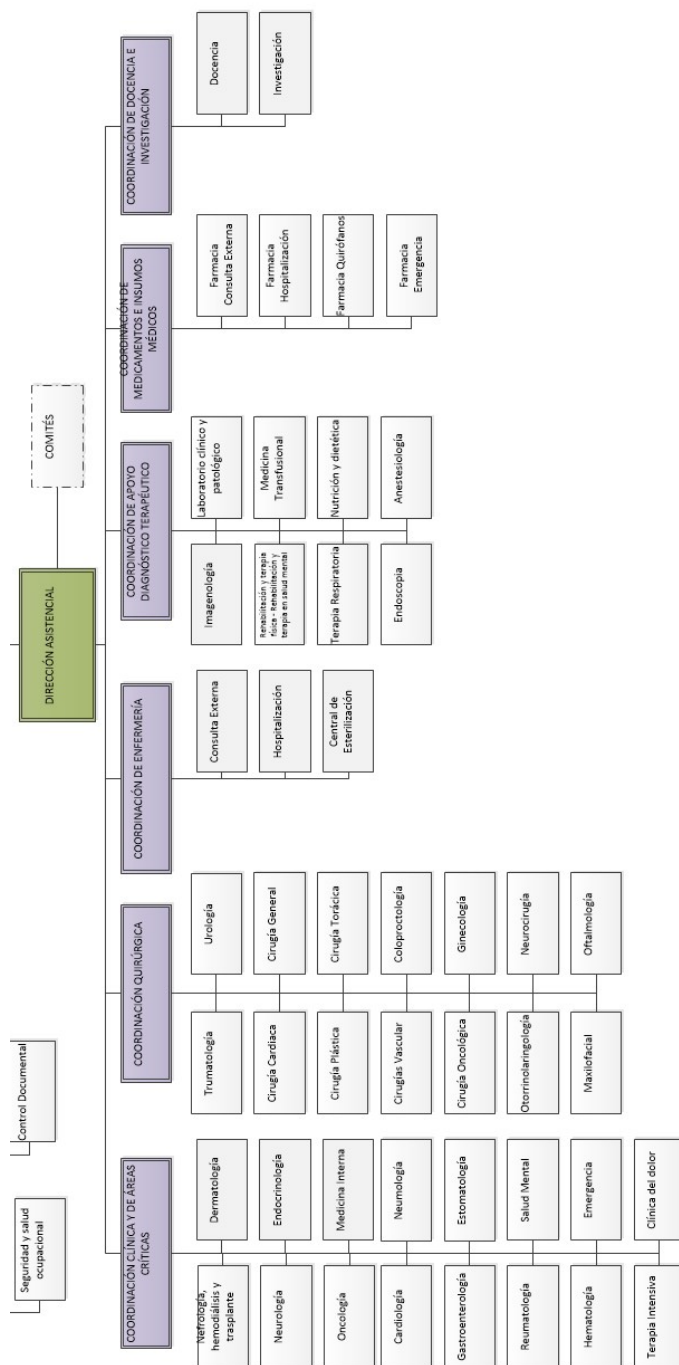 Seguridad y salud
ocupacional
Control Documental
DIRECCIÓN ASISTENCIAL
COMITÉS
COORDINACIÓN CLÍNICA Y DE ÁREAS
CRÍTICAS
Nefrología,
hemodiálisis y
trasplante
Dermatología
Neurología
Endocrinología
Oncología
Medicina Interna
Cardiología
Neumología
Gastroenterología
Estomatología
Reumatología
Salud Mental
Hematología
Emergencia
Terapia Intensiva
Clínica del dolor
COORDINACIÓN QUIRÚRGICA
Trumatología
Urología
Cirugía Cardiaca
Cirugía General
Cirugía Plástica
Cirugía Torácica
Cirugías Vascular
Coloproctología
Cirugía Oncológica
Ginecología
Otorrinolaringología
Neurocirugía
Maxilofacial
Oftalmología
COORDINACIÓN DE ENFERMERÍA
Consulta Externa
Hospitalización
Central de
Esterilización
COORDINACIÓN DE APOYO
DIAGNÓSTICO TERAPÉUTICO
Imagenología
Laboratorio clínico y
patológico
Rehabilitación y terapia
física - Rehabilitación y
terapia en salud mental
Medicina
Transfusional
Terapia Respiratoria
Nutrición y dietética
Endoscopia
Anestesiología
COORDINACIÓN DE
MEDICAMENTOS E INSUMOS
MÉDICOS
Farmacia
Consulta Externa
Farmacia
Hospitalización
Farmacia Quirófanos
Farmacia
Emergencia
COORDINACIÓN DE DOCENCIA E
INVESTIGACIÓN
Docencia
Investigación